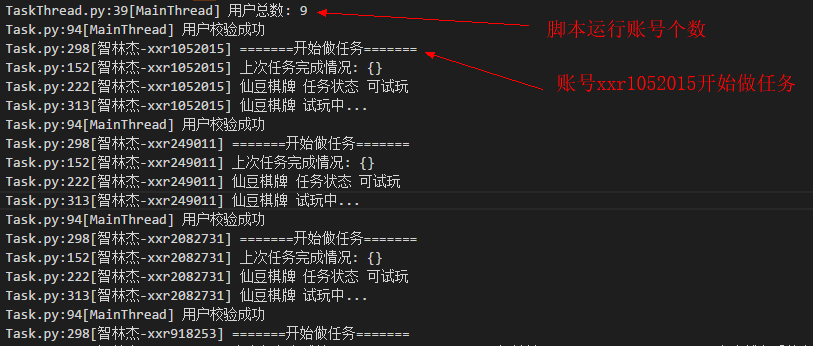 TaskThread.py:39[MainThread] 用户总数: 9
脚本运行账号个数
Task.py:94[MainThread] 用户校验成功
Task.py:298[智林杰-xxr1052015] =======开始做任务=======
Task.py:152[智林杰-xxr1052015] 上次任务完成情况: {}
账号xxr1052015开始做任务
Task.py:222[智林杰-xxr1052015] 仙豆棋牌 任务状态 可试玩
Task.py:313[智林杰-xxr1052015] 仙豆棋牌 试玩中...
Task.py:94[MainThread] 用户校验成功
Task.py:298[智林杰-xxr249011] =======开始做任务=======
Task.py:152[智林杰-xxr249011] 上次任务完成情况: {}
Task.py:222[智林杰-xxr249011] 仙豆棋牌 任务状态 可试玩
Task.py:313[智林杰-xxr249011] 仙豆棋牌 试玩中...
Task.py:94[MainThread] 用户校验成功
Task.py:298[智林杰-xxr2082731] =======开始做任务=======
Task.py:152[智林杰-xxr2082731] 上次任务完成情况: {}
Task.py:222[智林杰-xxr2082731] 仙豆棋牌 任务状态 可试玩
Task.py:313[智林杰-xxr2082731] 仙豆棋牌 试玩中...
Task.py:94[MainThread] 用户校验成功
Task.py:298[智林杰-xxr918253] =======开始做任务=======